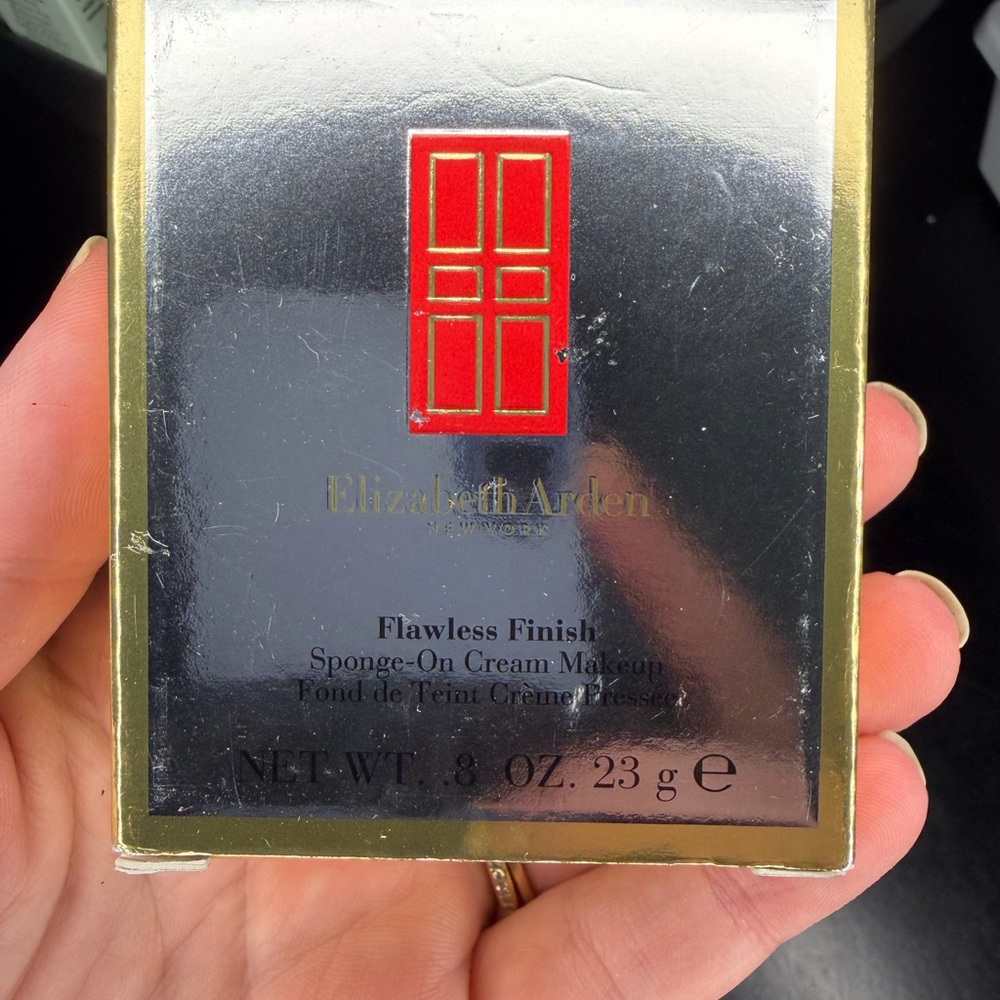 Elizabeth Arden
NEW YORK
Flawless Finish
Sponge-On Cream Makeup
Fond de Teint Crème Pressée
NET WT. .8 OZ. 23 g ℮